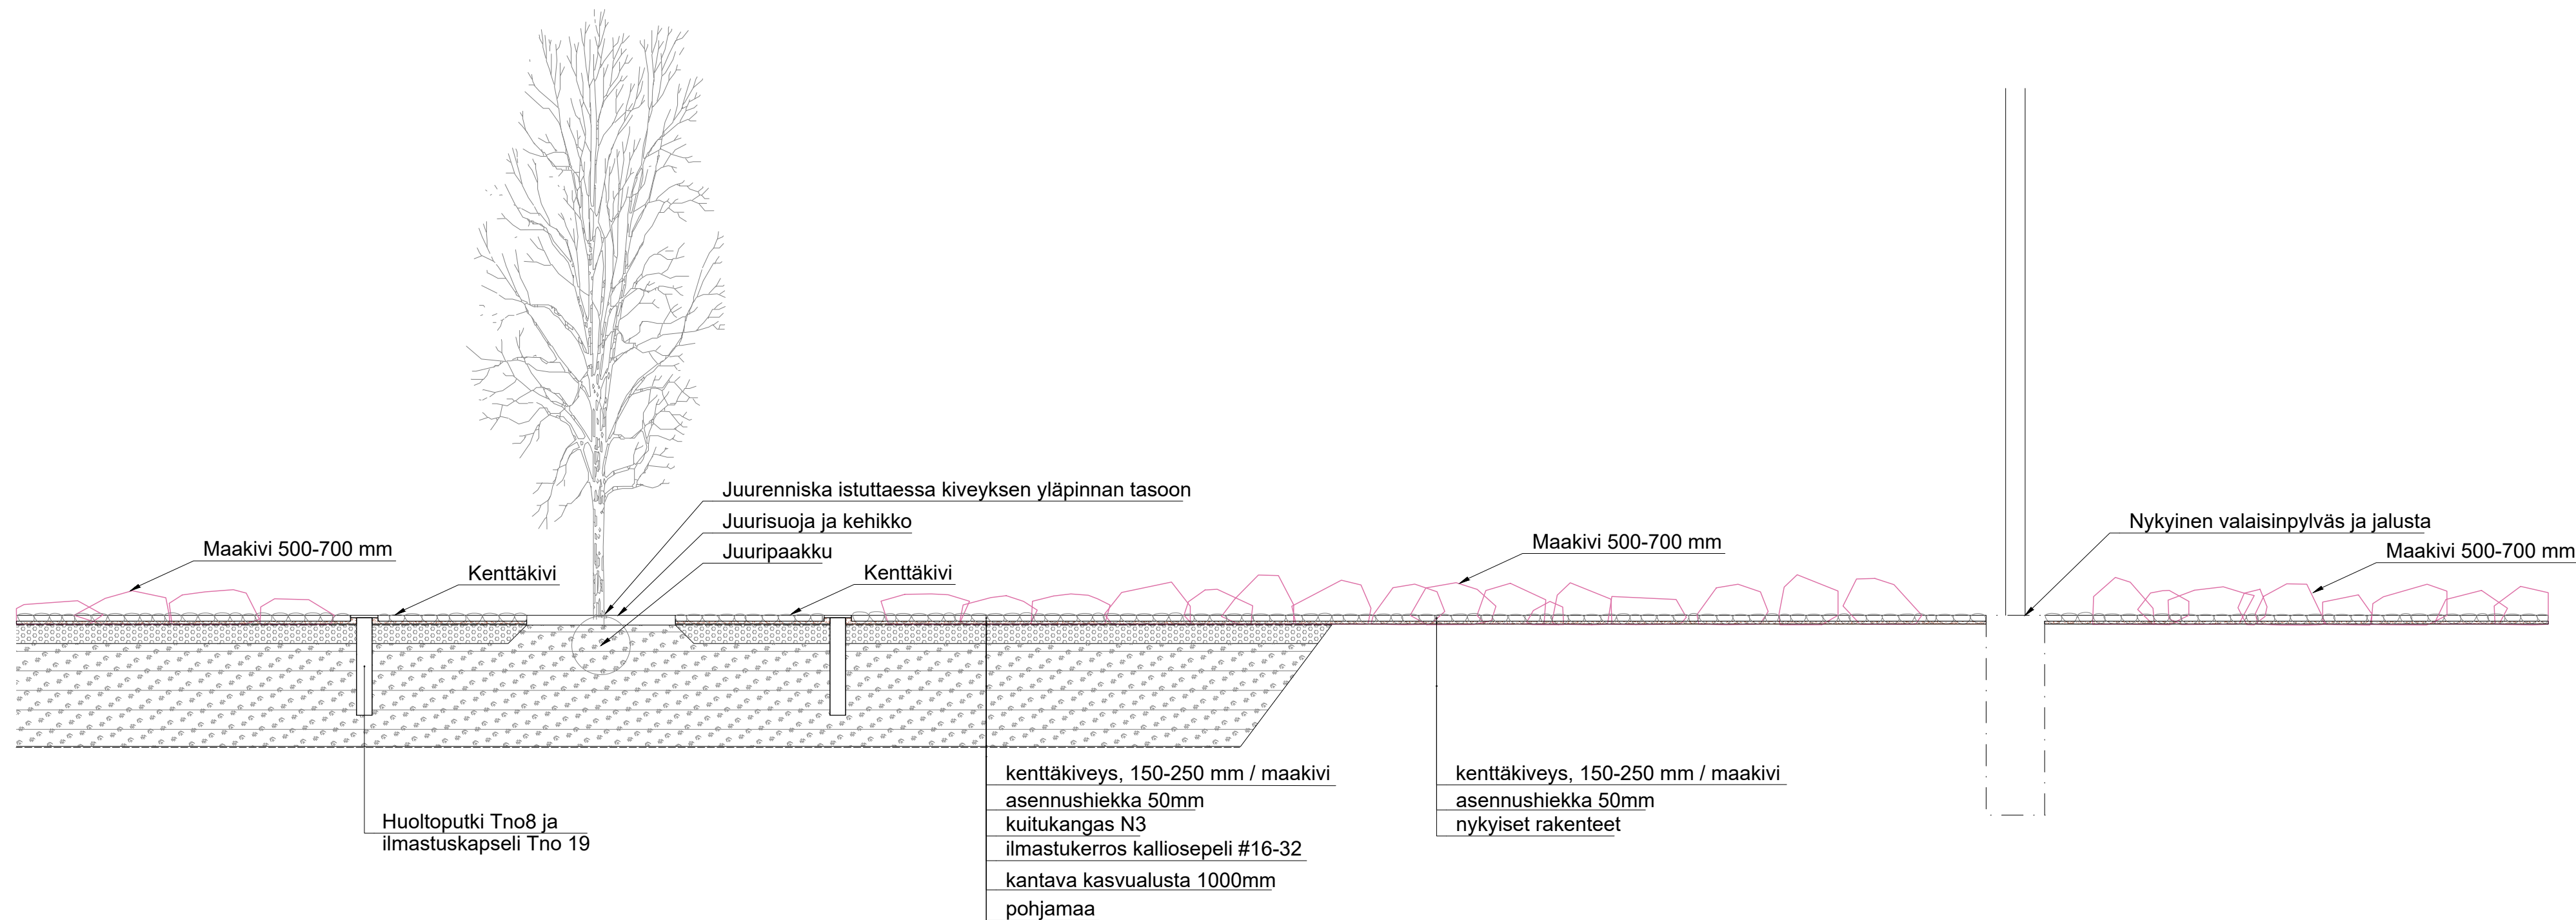 Juurenniska istuttaessa kiveyksen yläpinnan tasoon
Juurisuoja ja kehikko
Juuripaakku
Maakivi 500-700 mm
Kenttäkivi
Kenttäkivi
Maakivi 500-700 mm
Nykyinen valaisinpylväs ja jalusta
Maakivi 500-700 mm
Huoltoputki Tno8 ja
ilmastuskapseli Tno 19
kenttäkiveys, 150-250 mm / maakivi
asennushiekka 50mm
kuitukangas N3
ilmastukerros kalliosepeli #16-32
kantava kasvualusta 1000mm
pohjamaa
kenttäkiveys, 150-250 mm / maakivi
asennushiekka 50mm
nykyiset rakenteet